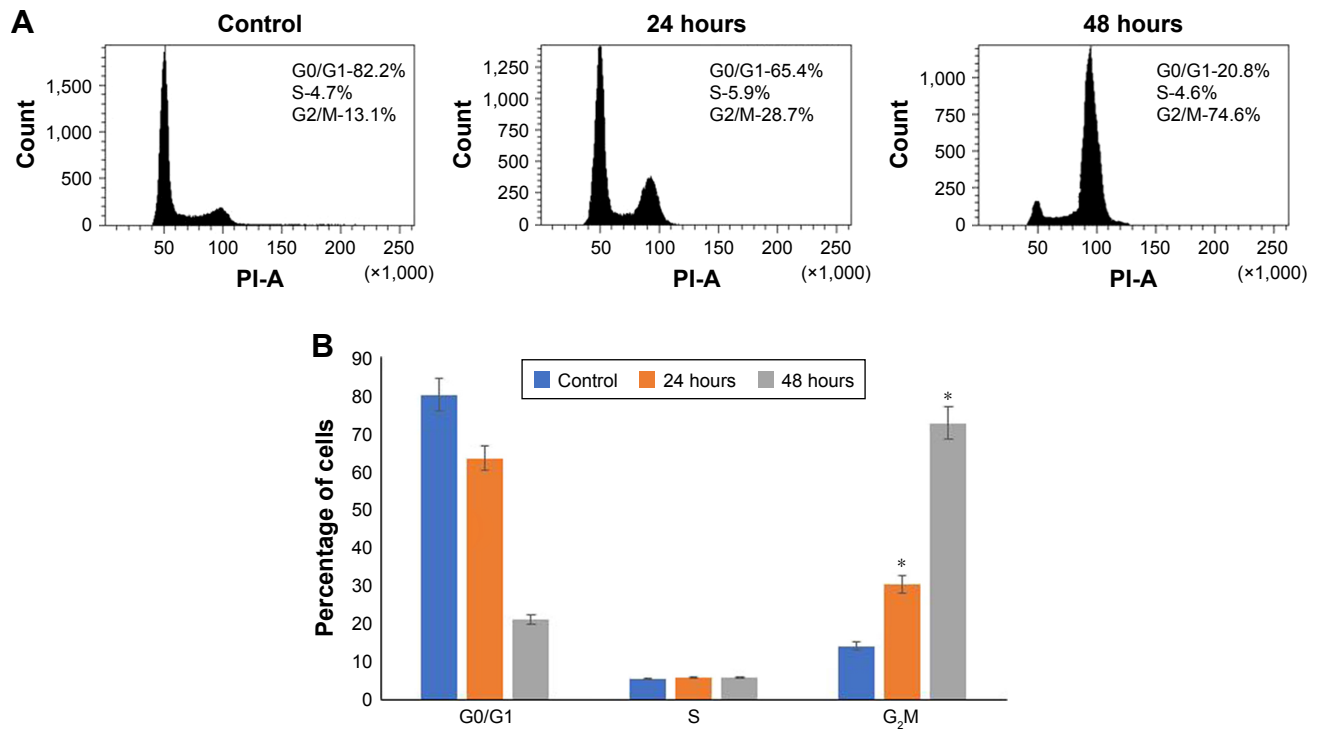 A
Control
24 hours
48 hours
Count
1,500
1,000
500
0
G0/G1-82.2%
S-4.7%
G2/M-13.1%
50 100 150 200 250
PI-A
(×1,000)
Count
1,250
1,000
750
500
250
0
G0/G1-65.4%
S-5.9%
G2/M-28.7%
50 100 150 200 250
PI-A
(×1,000)
Count
1,000
750
500
250
0
G0/G1-20.8%
S-4.6%
G2/M-74.6%
50 100 150 200 250
PI-A
(×1,000)
B
Percentage of cells
90
80
70
60
50
40
30
20
10
0
Control 24 hours 48 hours
*
*
G0/G1 S G₂M